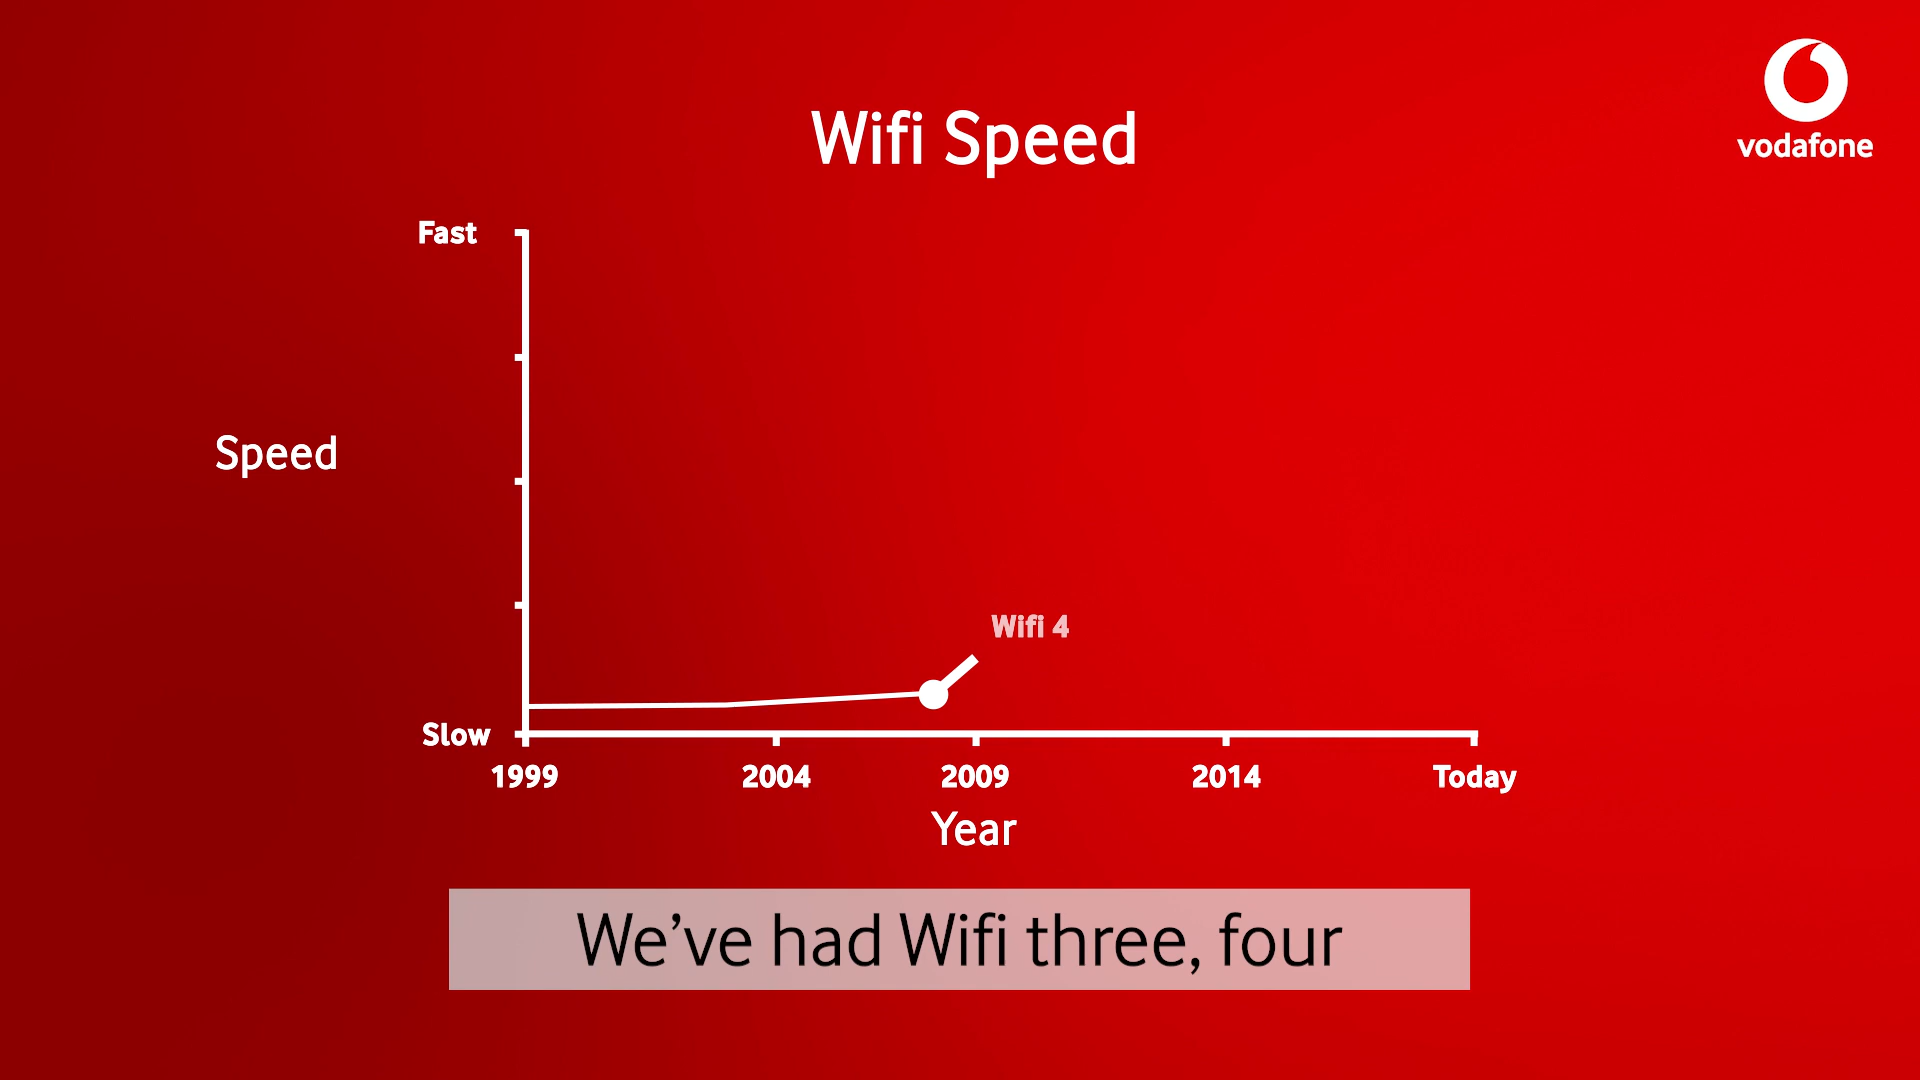 vodafone
Wifi Speed
Fast
Speed
Wifi 4
Slow
1999 2004 2009 2014 Today
Year
We’ve had Wifi three, four